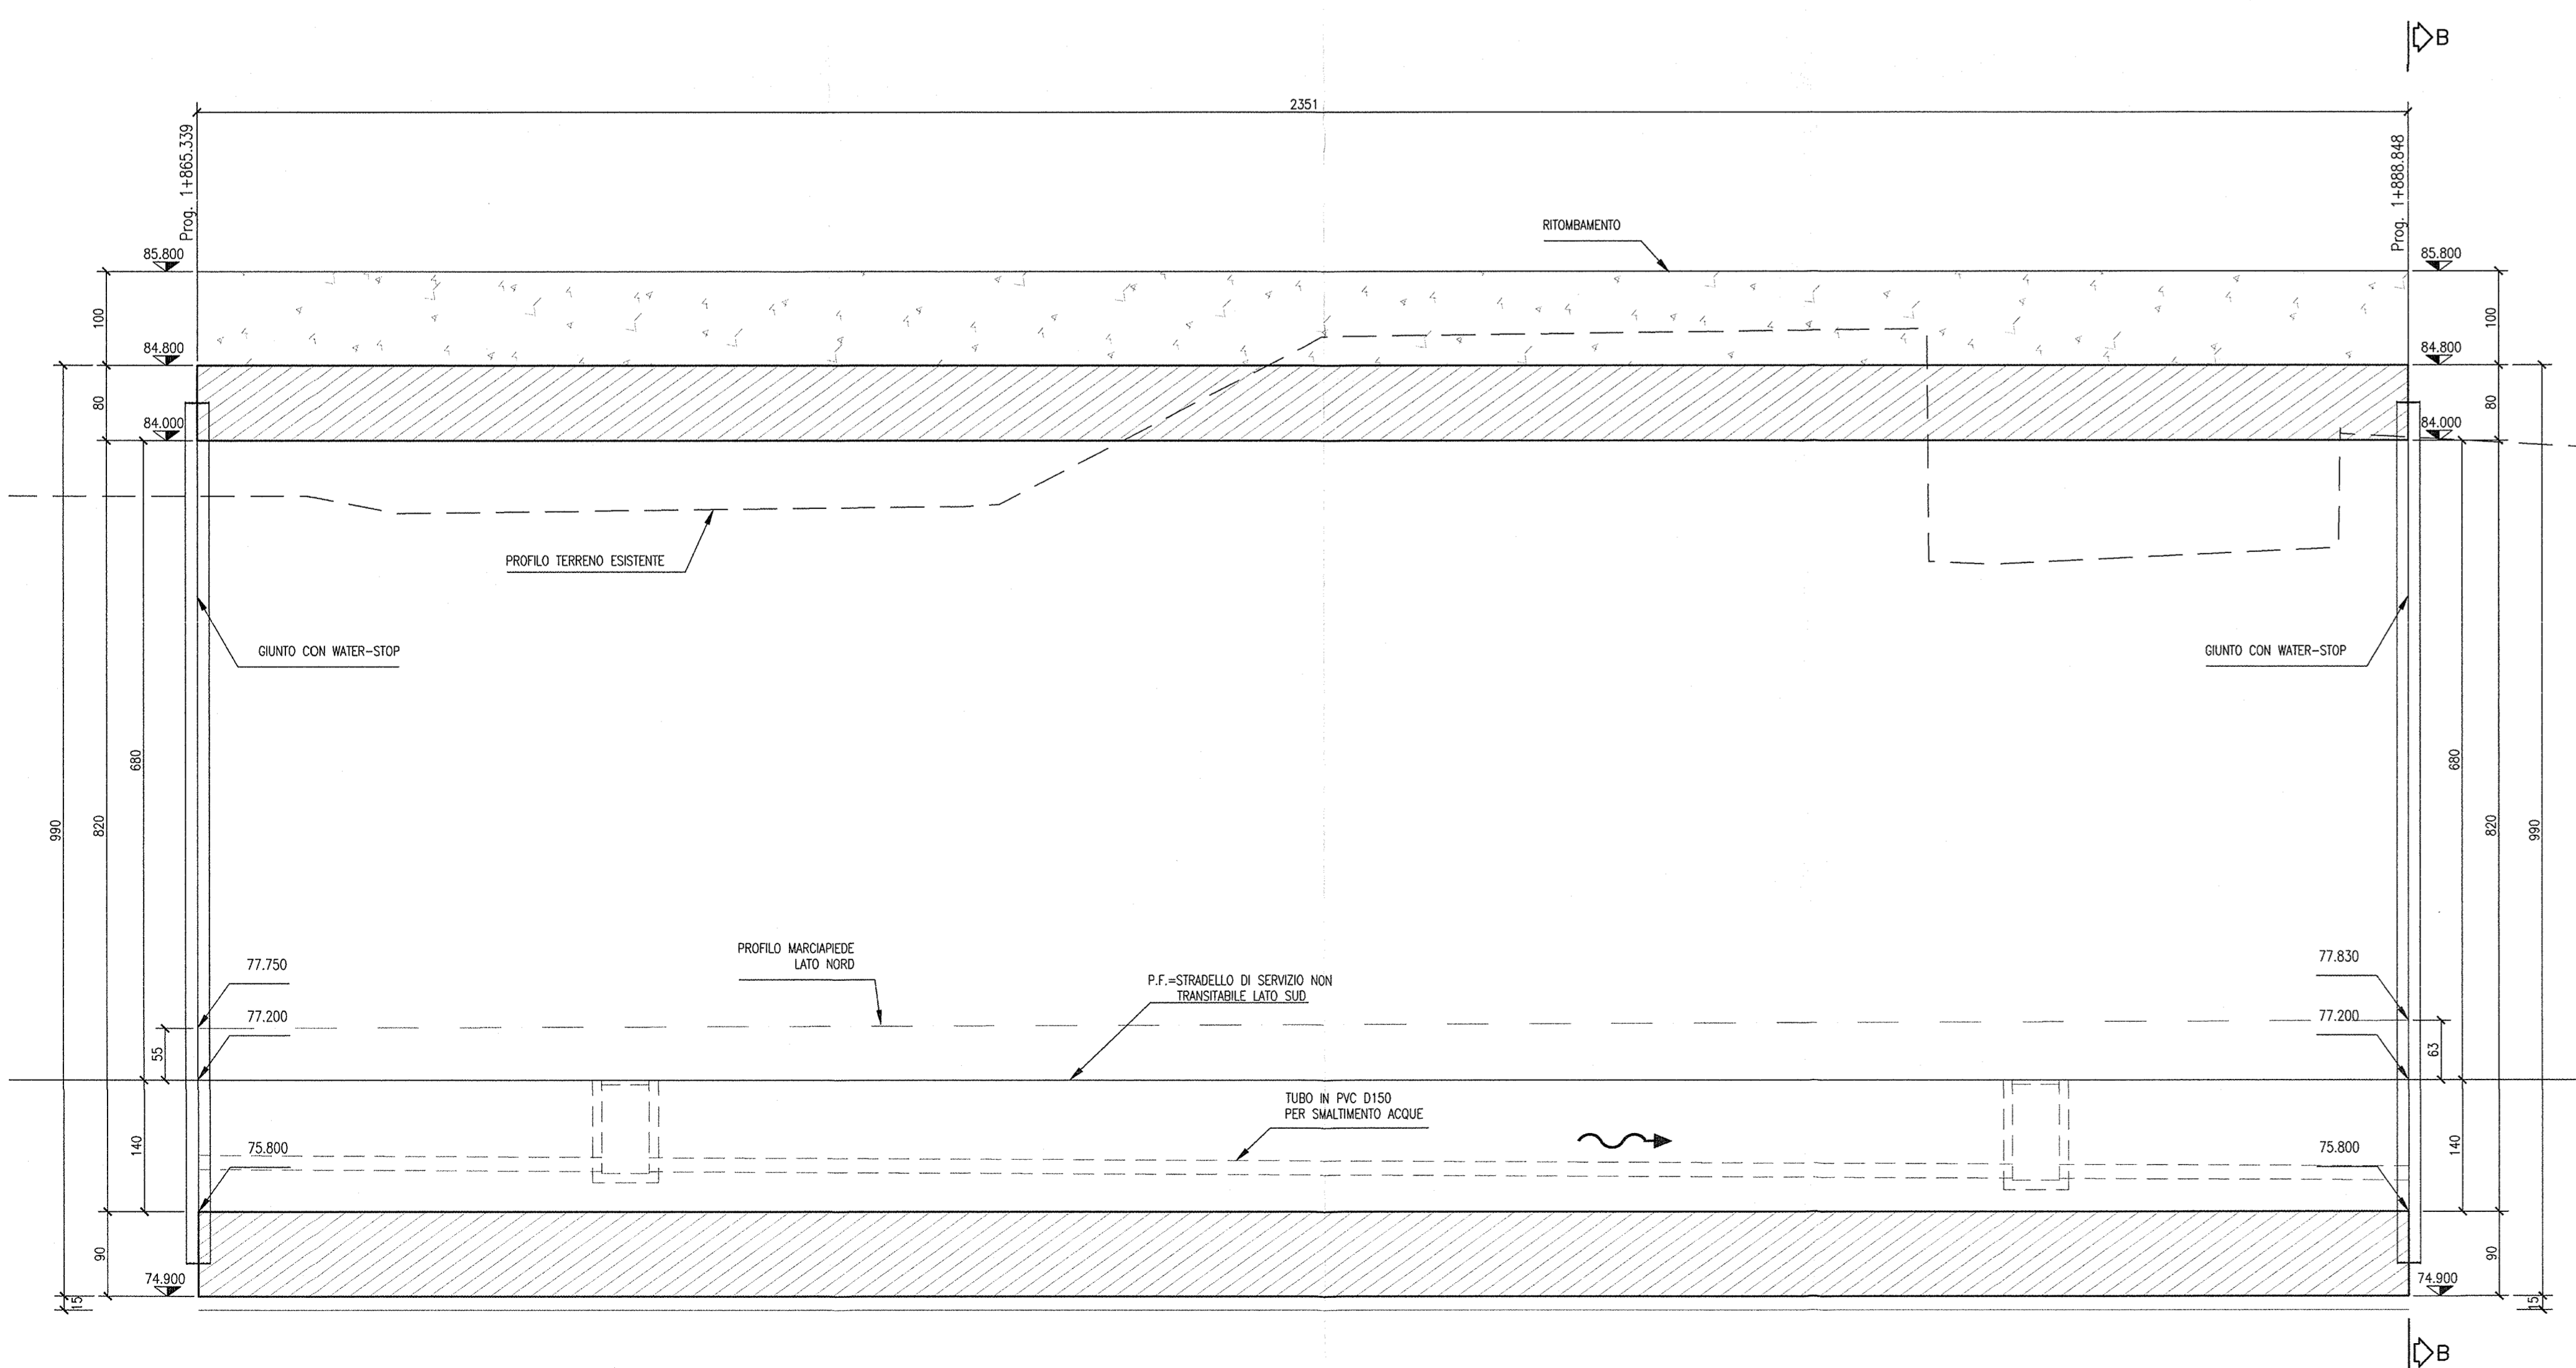 B
2351
Prog. 1+865.339
Prog. 1+888.848
RITOMBAMENTO
85.800
85.800
100
100
84.800
84.800
80
80
84.000
84.000
PROFILO TERRENO ESISTENTE
GIUNTO CON WATER-STOP
GIUNTO CON WATER-STOP
680
680
990
820
820
990
PROFILO MARCIAPIEDE
LATO NORD
77.750
77.830
P.F.=STRADELLO DI SERVIZIO NON
TRANSITABILE LATO SUD
77.200
77.200
55
63
TUBO IN PVC D150
PER SMALTIMENTO ACQUE
75.800
75.800
140
140
90
90
74.900
74.900
15
15
B